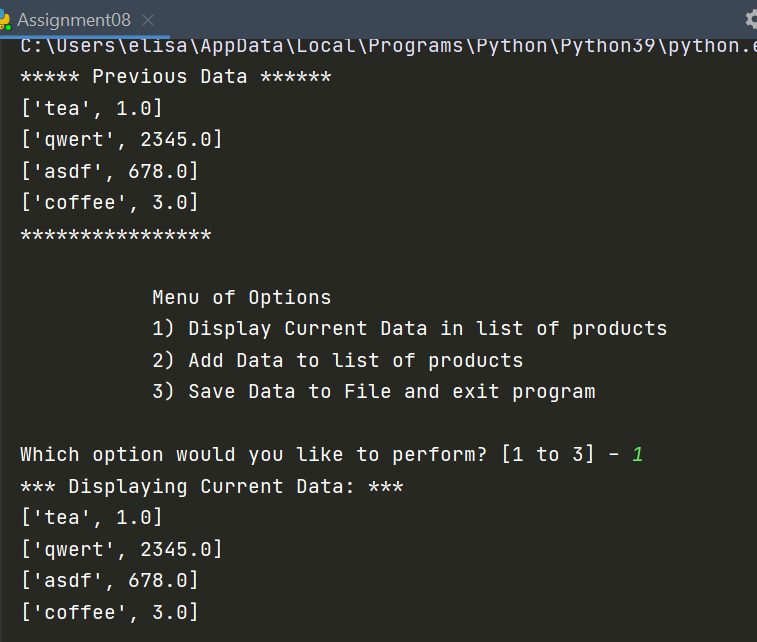 Assignment08
C:\Users\elisa\AppData\Local\Programs\Python\Python39\python.e
***** Previous Data ******
['tea', 1.0]
['qwert', 2345.0]
['asdf', 678.0]
['coffee', 3.0]
****************
Menu of Options
1) Display Current Data in list of products
2) Add Data to list of products
3) Save Data to File and exit program
Which option would you like to perform? [1 to 3] - 1
*** Displaying Current Data: ***
['tea', 1.0]
['qwert', 2345.0]
['asdf', 678.0]
['coffee', 3.0]